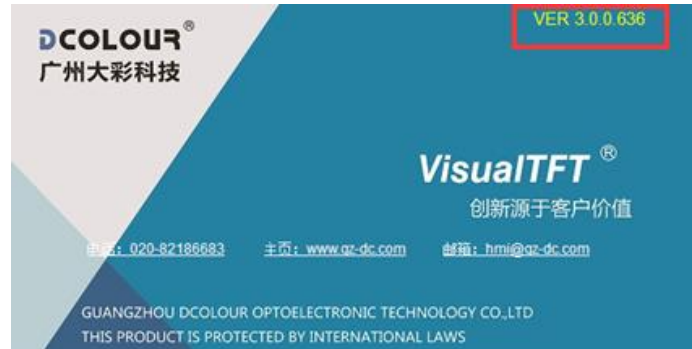 VER 3.0.0.636
DCOLOUR®
广州大彩科技
VisualTFT ®
创新源于客户价值
电话：020-82186683 主页：www.gz-dc.com 邮箱：hmi@gz-dc.com
GUANGZHOU DCOLOUR OPTOELECTRONIC TECHNOLOGY CO.,LTD
THIS PRODUCT IS PROTECTED BY INTERNATIONAL LAWS